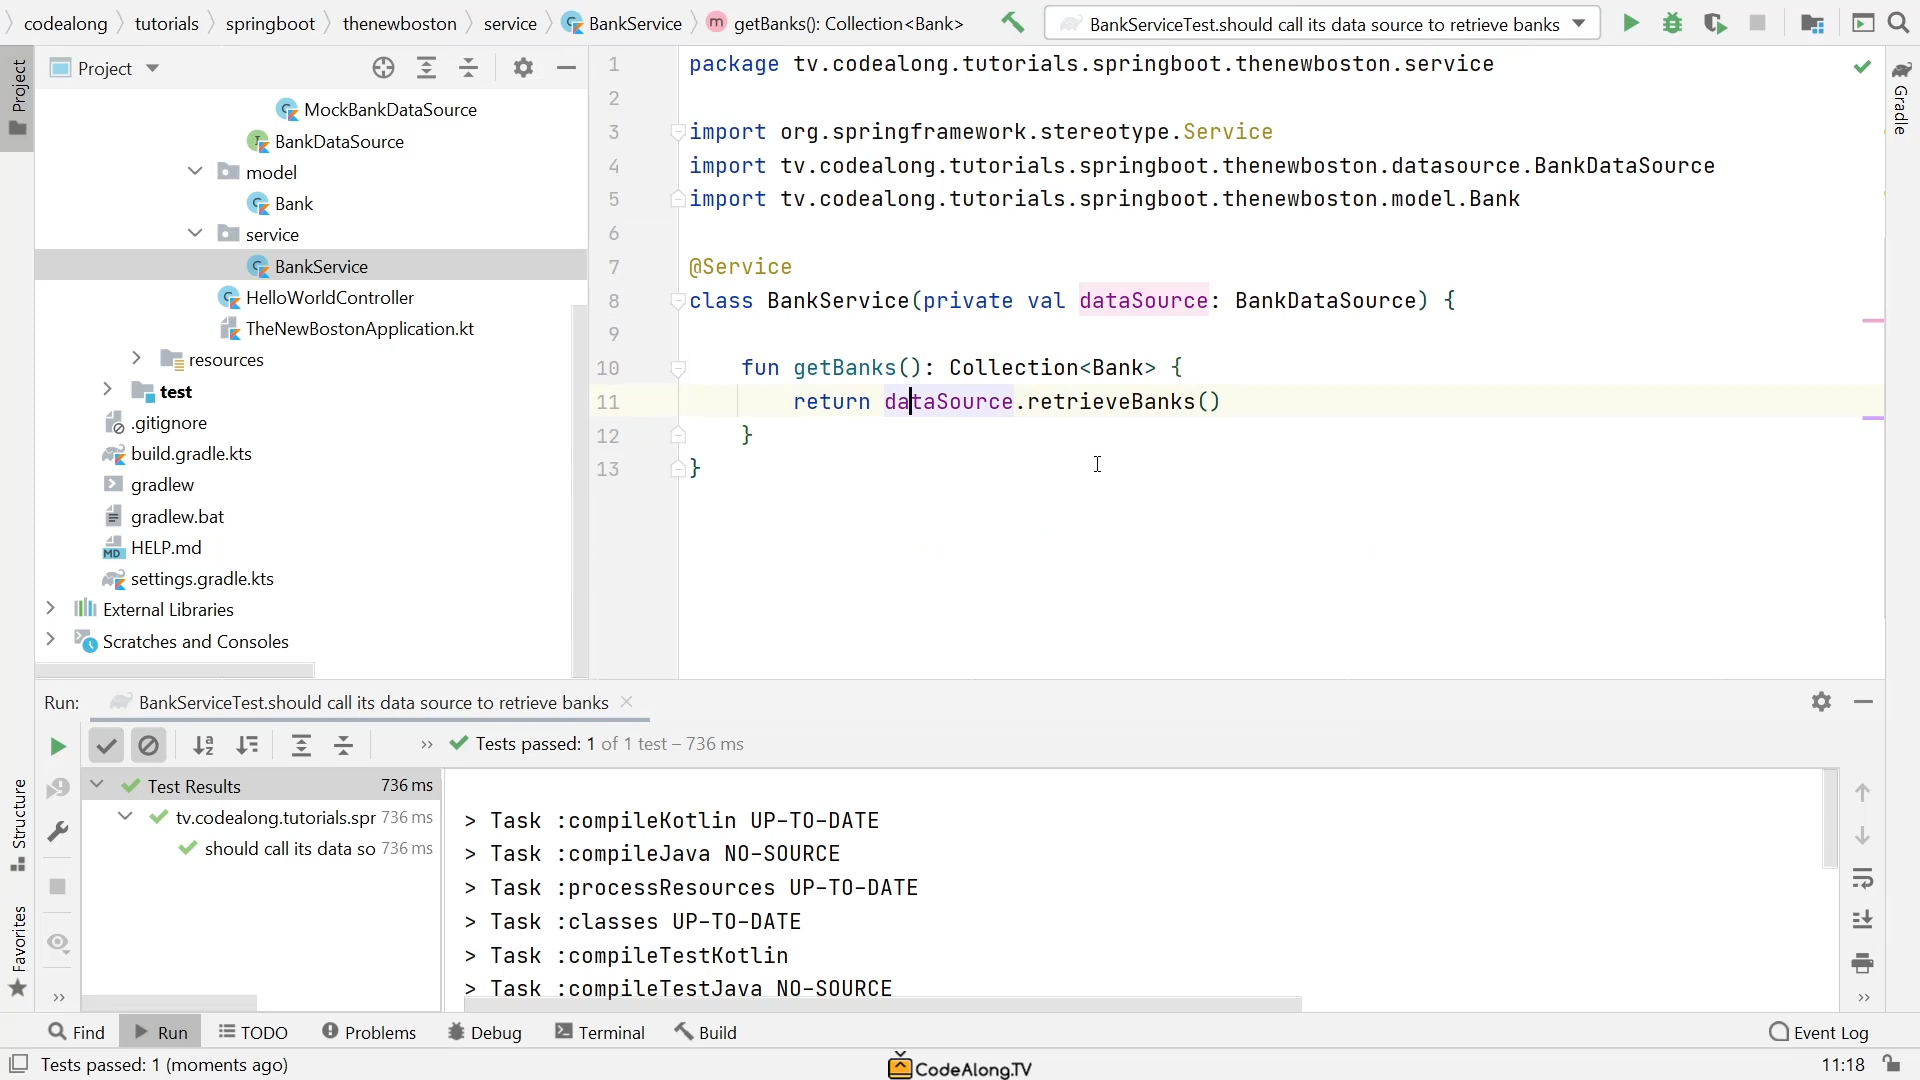 codealong tutorials springboot thenewboston service BankService getBanks(): Collection<Bank> BankServiceTest.should call its data source to retrieve banks
Project
Project
MockBankDataSource
BankDataSource
model
Bank
service
BankService
HelloWorldController
TheNewBostonApplication.kt
resources
test
.gitignore
build.gradle.kts
gradlew
gradlew.bat
HELP.md
settings.gradle.kts
External Libraries
Scratches and Consoles
1 package tv.codealong.tutorials.springboot.thenewboston.service
2
3 import org.springframework.stereotype.Service
4 import tv.codealong.tutorials.springboot.thenewboston.datasource.BankDataSource
5 import tv.codealong.tutorials.springboot.thenewboston.model.Bank
6
7 @Service
8 class BankService(private val dataSource: BankDataSource) {
9
10 fun getBanks(): Collection<Bank> {
11 return dataSource.retrieveBanks()
12 }
13 }
Gradle
Run: BankServiceTest.should call its data source to retrieve banks
Tests passed: 1 of 1 test – 736 ms
Test Results 736 ms
tv.codealong.tutorials.spr 736 ms
should call its data so 736 ms
> Task :compileKotlin UP-TO-DATE
> Task :compileJava NO-SOURCE
> Task :processResources UP-TO-DATE
> Task :classes UP-TO-DATE
> Task :compileTestKotlin
> Task :compileTestJava NO-SOURCE
Structure
Favorites
Find Run TODO Problems Debug Terminal Build Event Log
Tests passed: 1 (moments ago) CodeAlong.TV 11:18